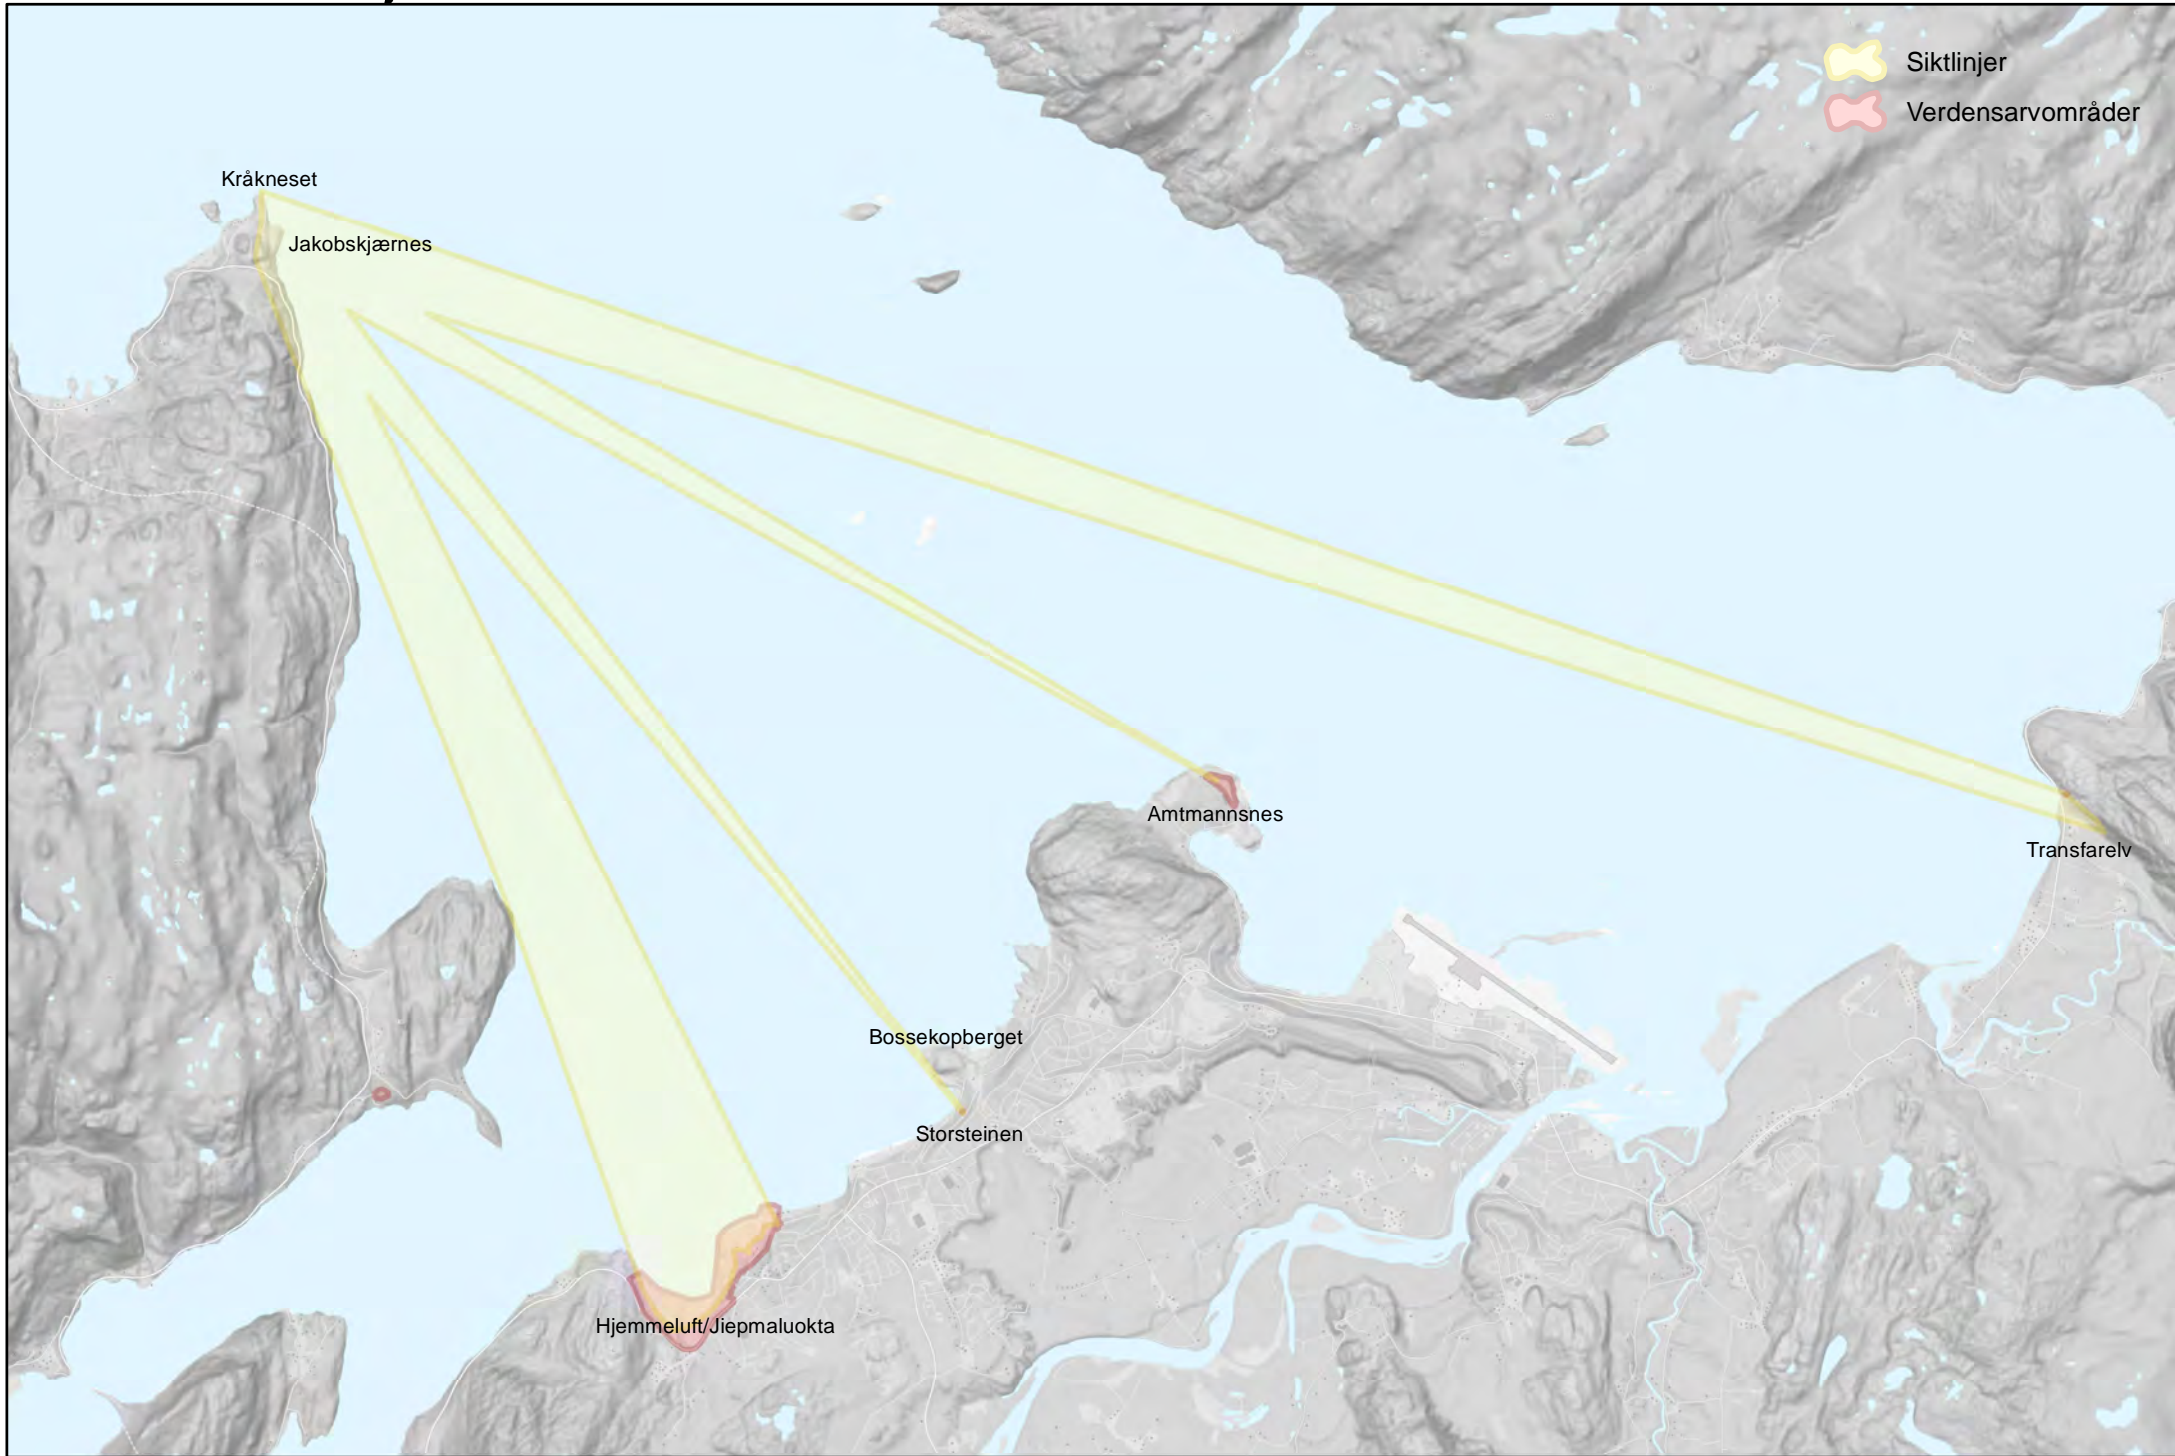 Siktlinjer
Verdensarvområder
Kråkneset
Jakobskjærnes
Amtmannsnes
Transfarelv
Bossekopberget
Storsteinen
Hjemmeluft/Jiepmaluokta